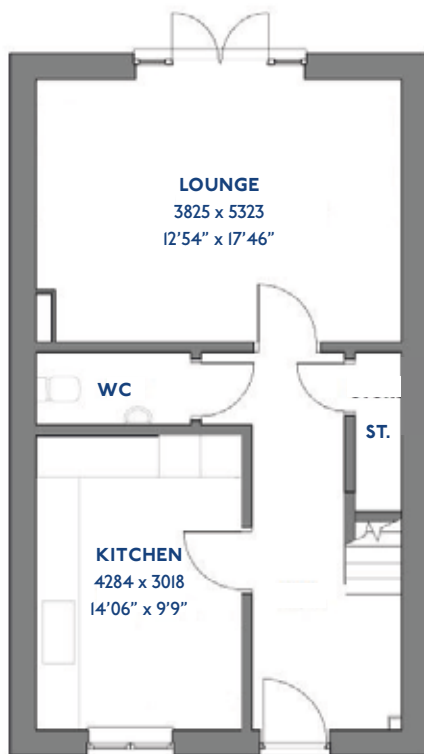 LOUNGE
3825 x 5323
12'54" x 17'46"
WC
ST.
KITCHEN
4284 x 3018
14'06" x 9'9"